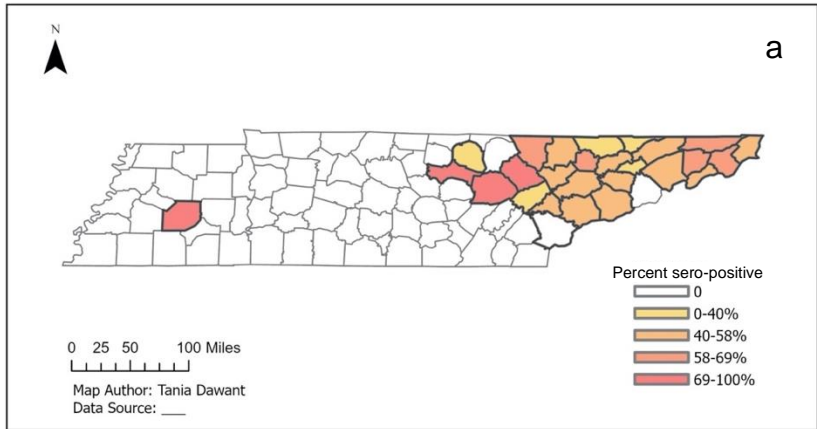 N
a
Percent sero-positive
0
0-40%
40-58%
58-69%
69-100%
0 25 50 100 Miles
Map Author: Tania Dawant
Data Source: ___